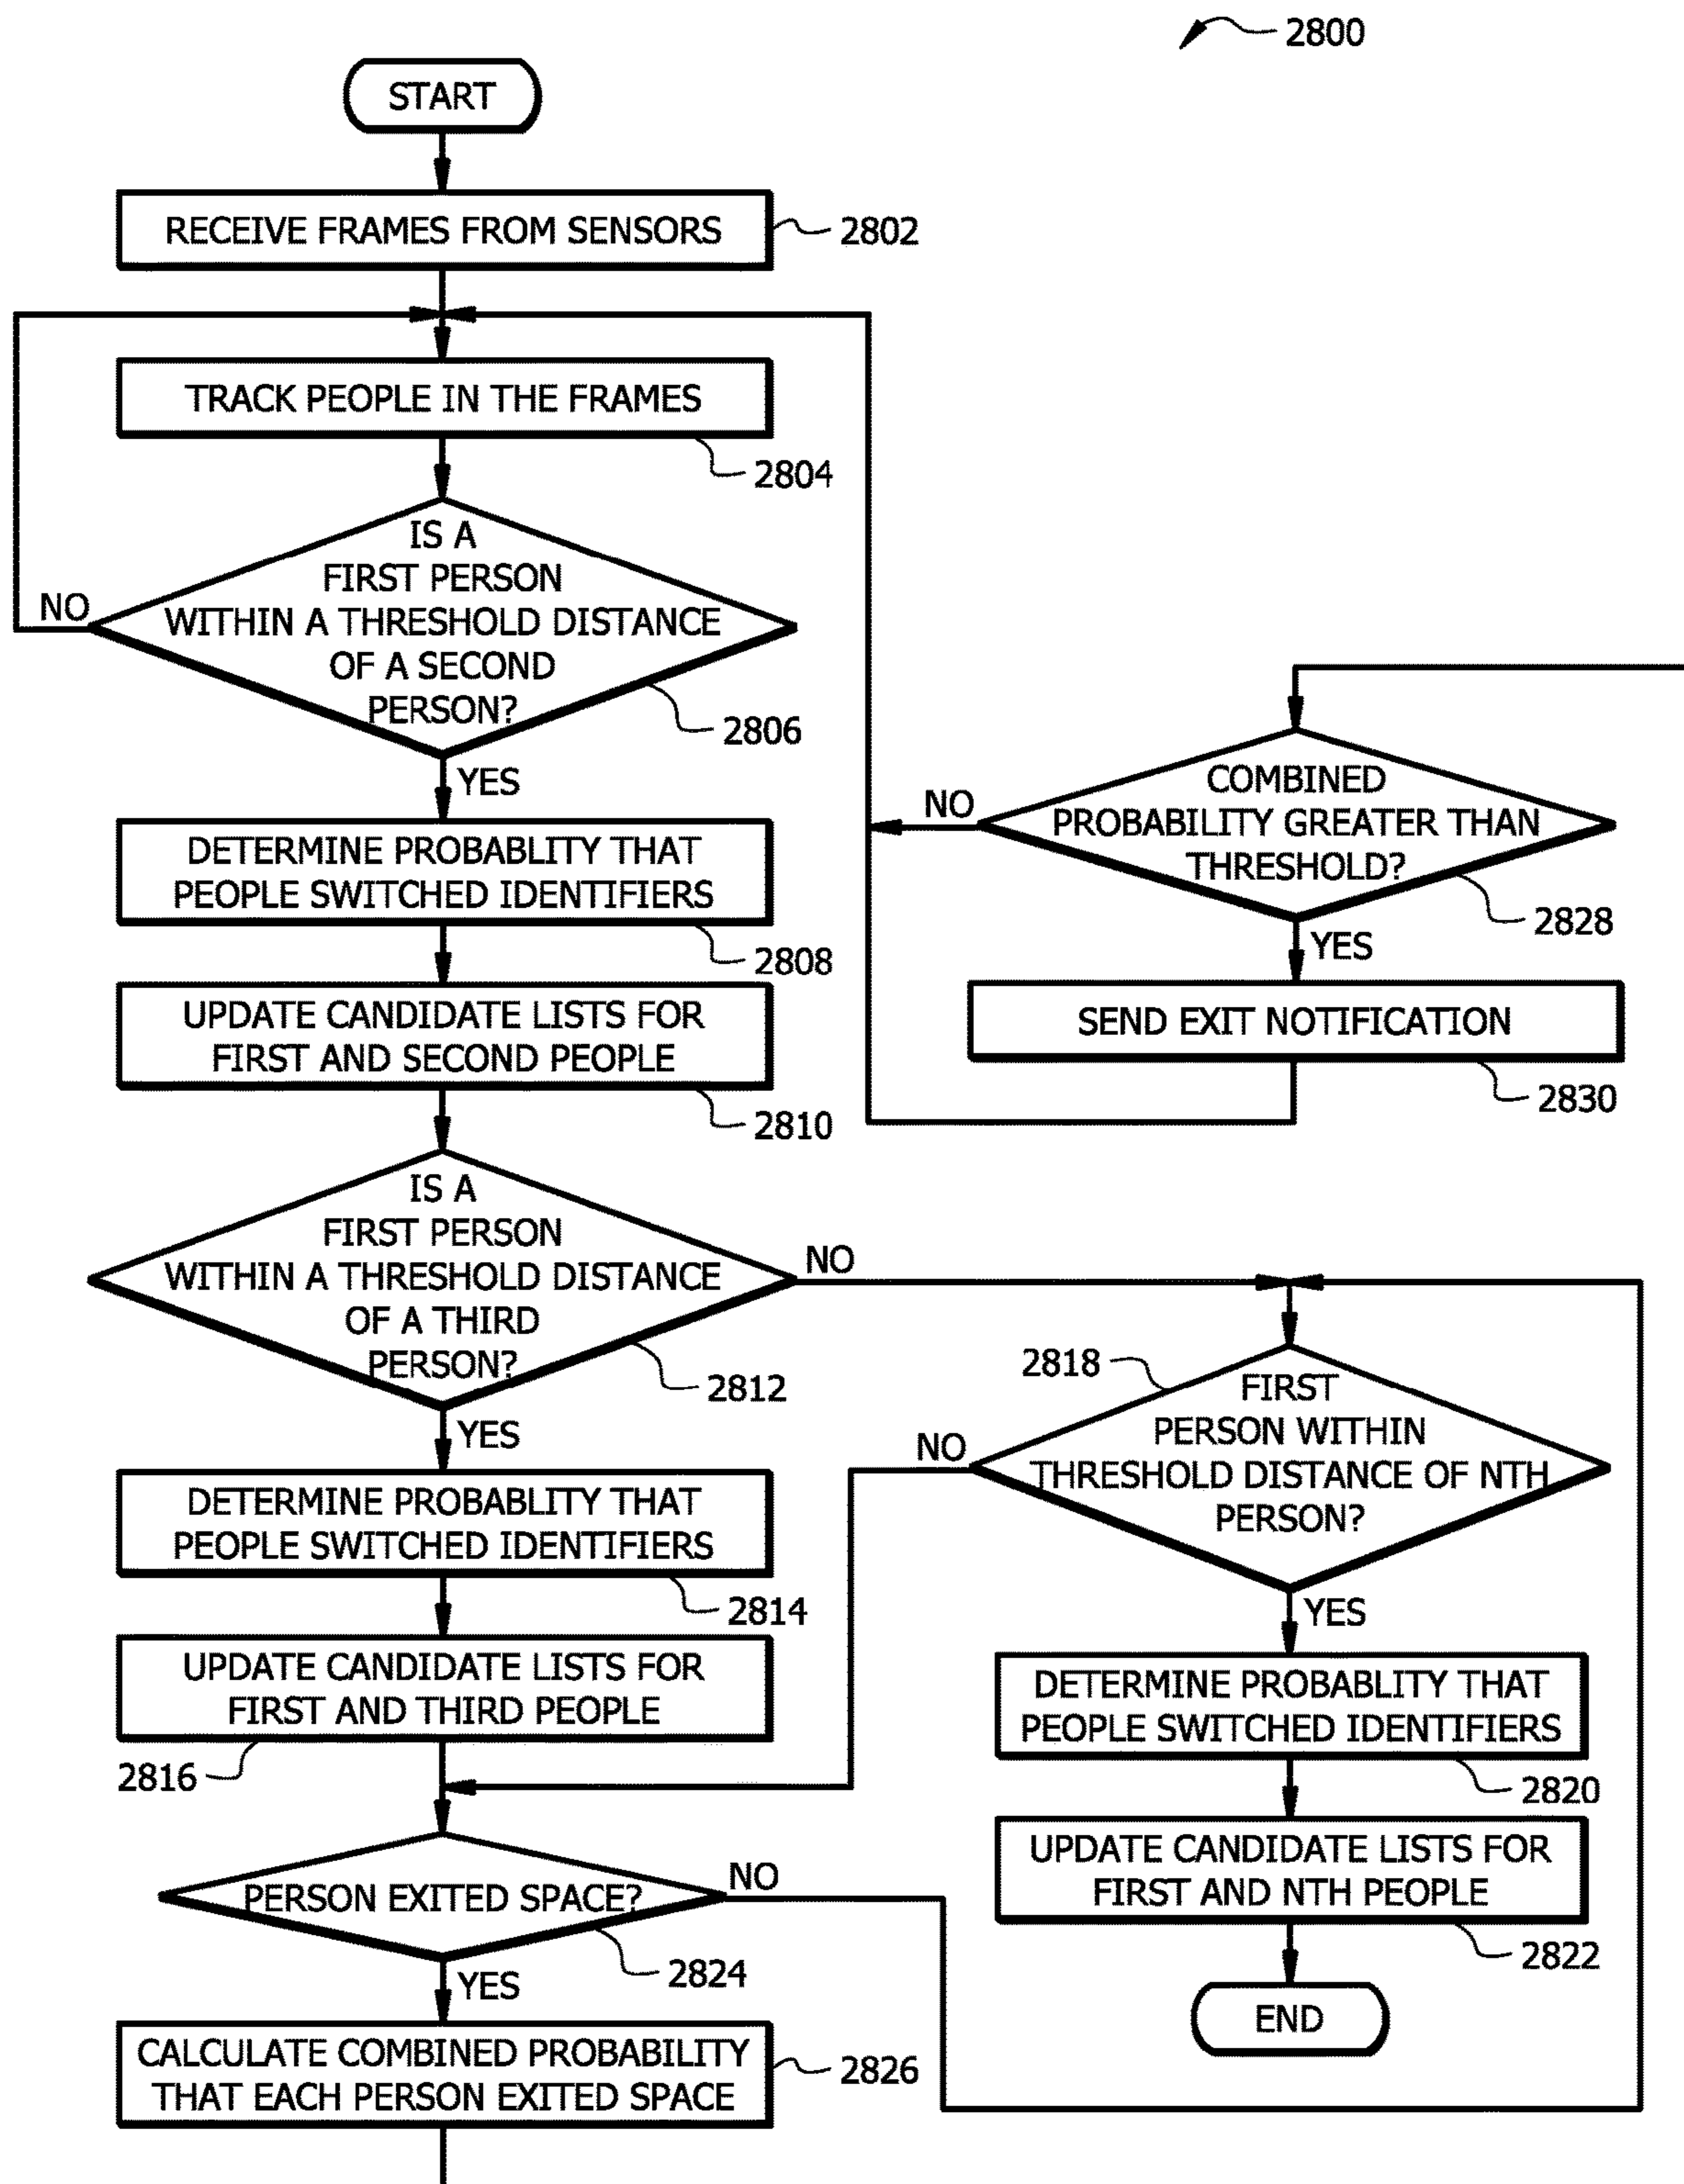 2800
START
RECEIVE FRAMES FROM SENSORS
2802
TRACK PEOPLE IN THE FRAMES
2804
IS A
FIRST PERSON
WITHIN A THRESHOLD DISTANCE
OF A SECOND
PERSON?
NO
2806
YES
DETERMINE PROBABLITY THAT
PEOPLE SWITCHED IDENTIFIERS
2808
UPDATE CANDIDATE LISTS FOR
FIRST AND SECOND PEOPLE
2810
IS A
FIRST PERSON
WITHIN A THRESHOLD DISTANCE
OF A THIRD
PERSON?
NO
2812
YES
DETERMINE PROBABLITY THAT
PEOPLE SWITCHED IDENTIFIERS
2814
UPDATE CANDIDATE LISTS FOR
FIRST AND THIRD PEOPLE
2816
PERSON EXITED SPACE?
NO
2824
YES
CALCULATE COMBINED PROBABILITY
THAT EACH PERSON EXITED SPACE
2826
COMBINED
PROBABILITY GREATER THAN
THRESHOLD?
NO
2828
YES
SEND EXIT NOTIFICATION
2830
2818
FIRST
PERSON WITHIN
THRESHOLD DISTANCE OF NTH
PERSON?
NO
YES
DETERMINE PROBABLITY THAT
PEOPLE SWITCHED IDENTIFIERS
2820
UPDATE CANDIDATE LISTS FOR
FIRST AND NTH PEOPLE
2822
END